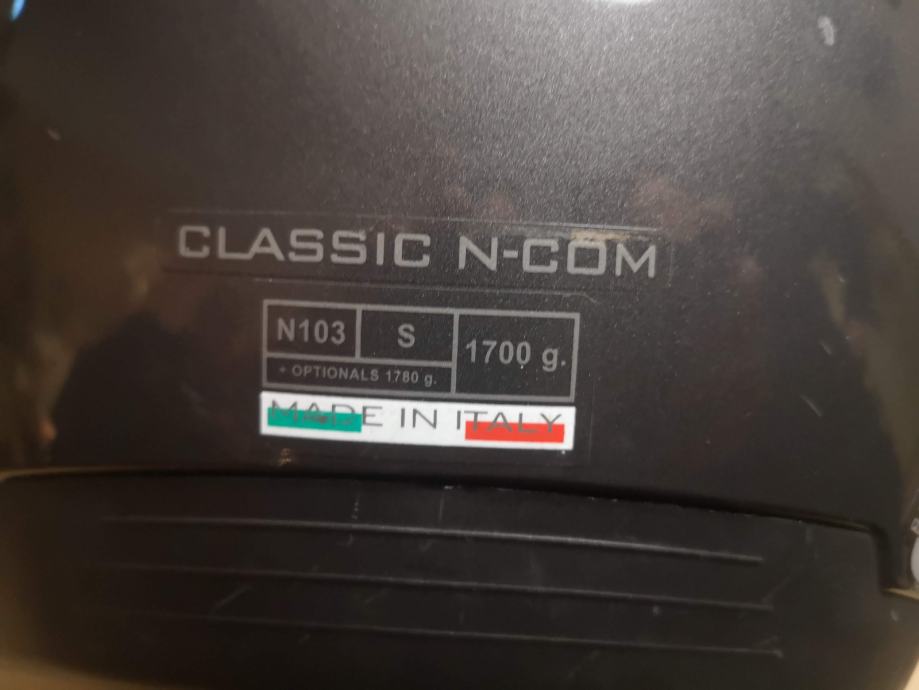 CLASSIC N-COM
N103 S 1700 g.
+ OPTIONALS 1780 g.
MADE IN ITALY